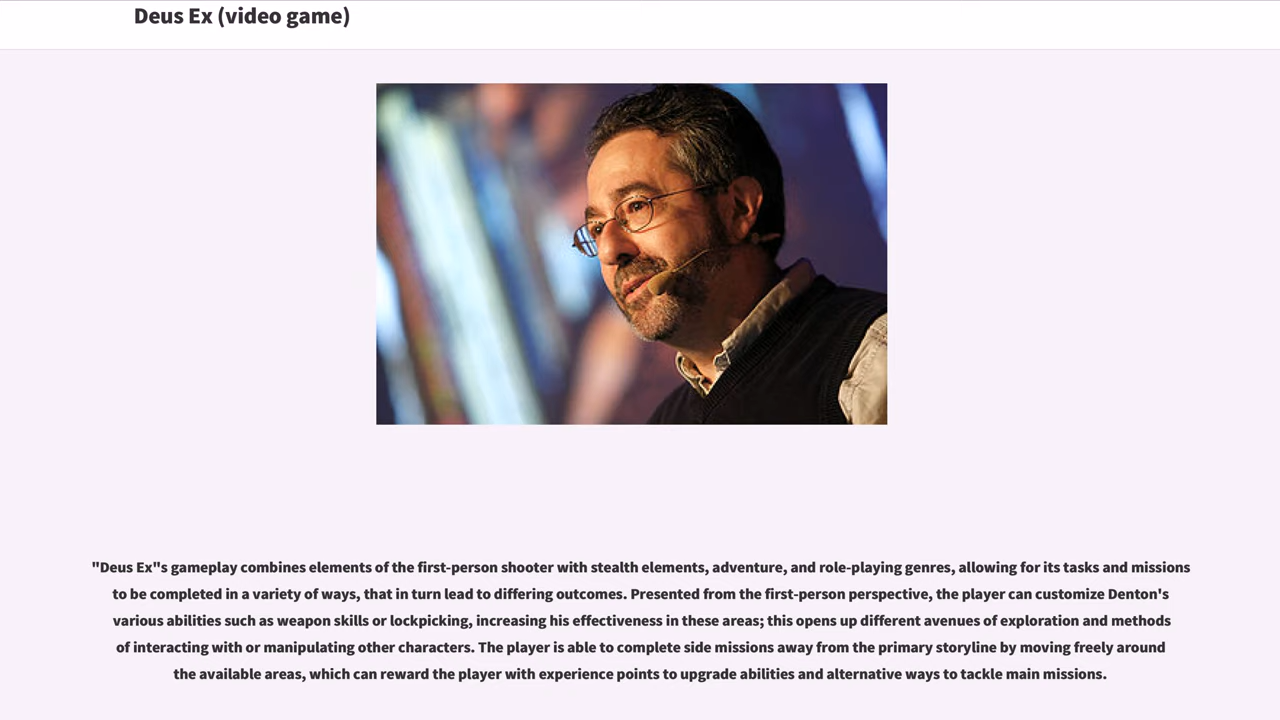 Deus Ex (video game)
"Deus Ex"s gameplay combines elements of the first-person shooter with stealth elements, adventure, and role-playing genres, allowing for its tasks and missions
to be completed in a variety of ways, that in turn lead to differing outcomes. Presented from the first-person perspective, the player can customize Denton's
various abilities such as weapon skills or lockpicking, increasing his effectiveness in these areas; this opens up different avenues of exploration and methods
of interacting with or manipulating other characters. The player is able to complete side missions away from the primary storyline by moving freely around
the available areas, which can reward the player with experience points to upgrade abilities and alternative ways to tackle main missions.